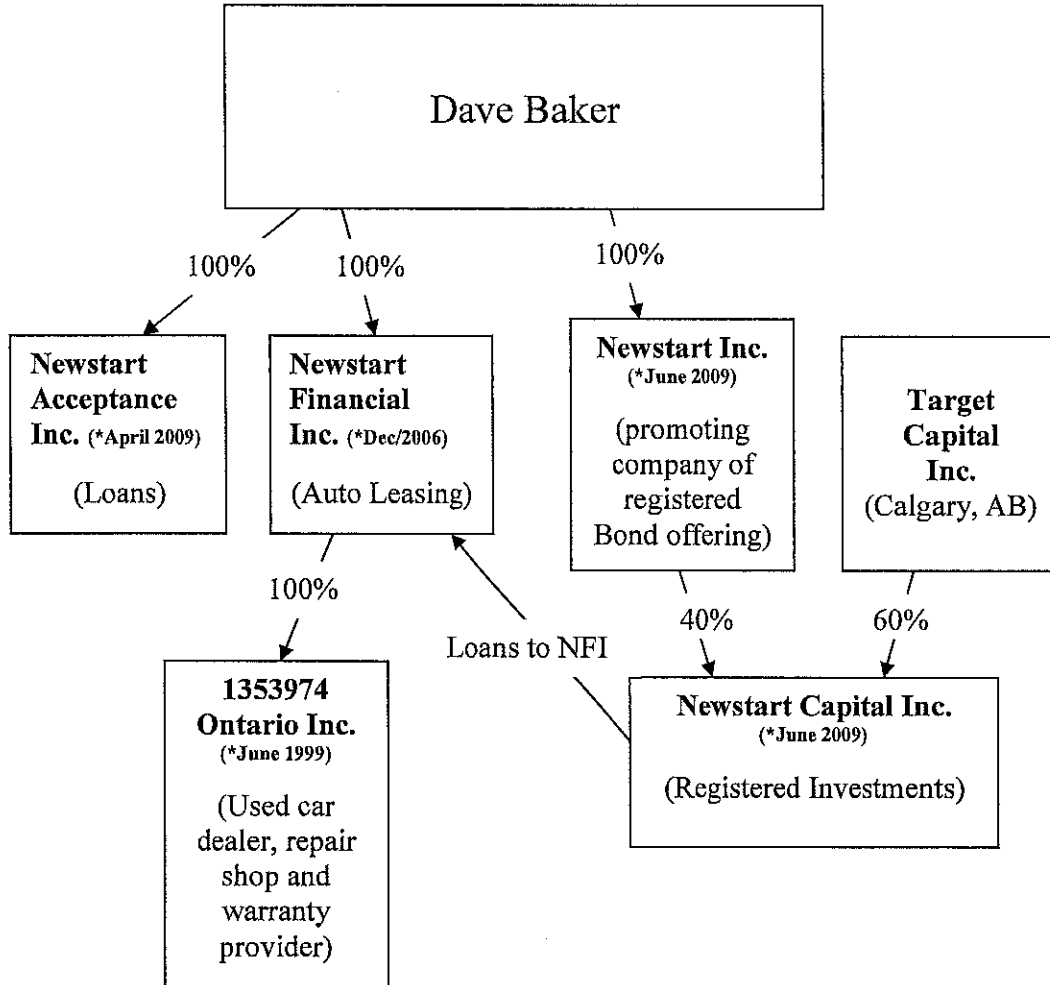 Dave Baker
100%
100%
100%
Newstart
Acceptance
Inc. (*April 2009)
(Loans)
Newstart
Financial
Inc. (*Dec/2006)
(Auto Leasing)
Newstart Inc.
(*June 2009)
(promoting
company of
registered
Bond offering)
Target
Capital
Inc.
(Calgary, AB)
100%
Loans to NFI
40%
60%
1353974
Ontario Inc.
(*June 1999)
(Used car
dealer, repair
shop and
warranty
provider)
Newstart Capital Inc.
(*June 2009)
(Registered Investments)